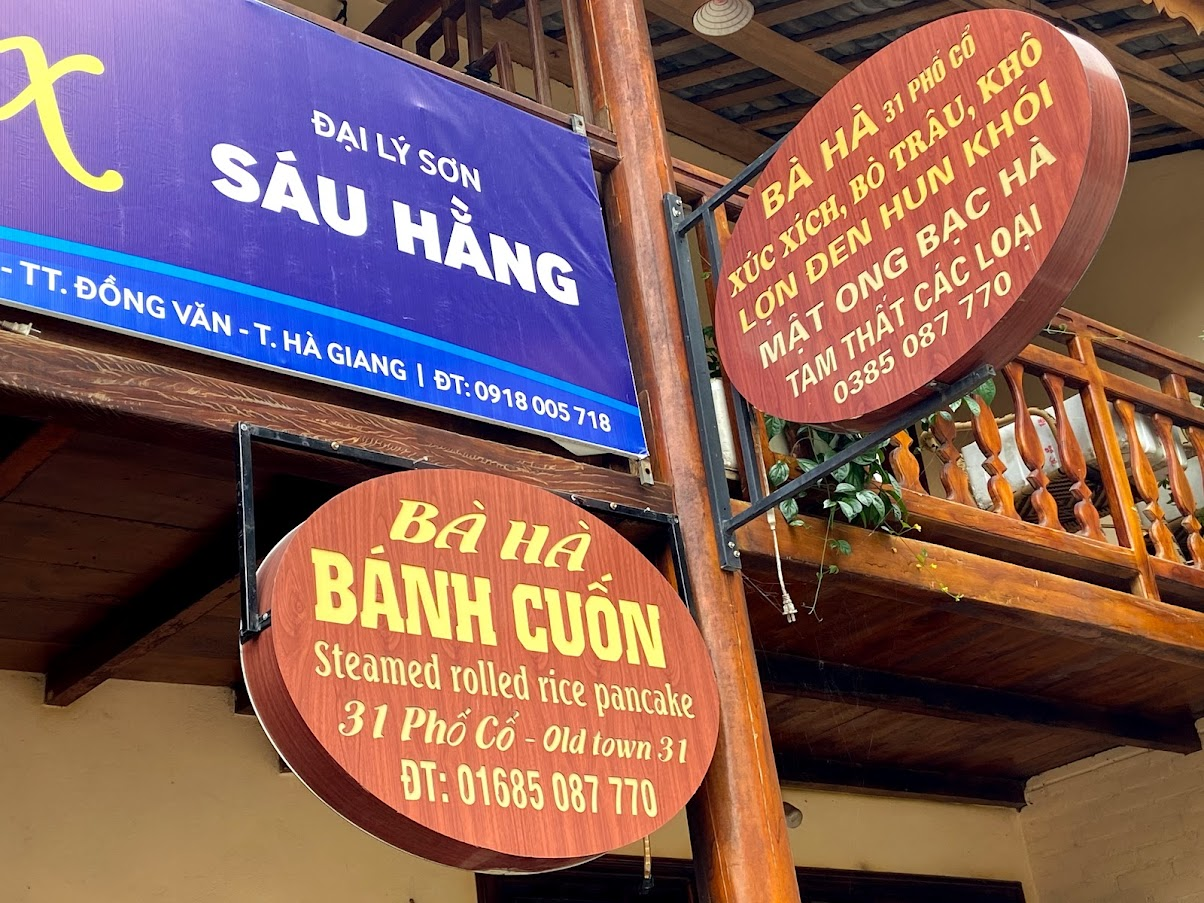 x
ĐẠI LÝ SƠN
SÁU HẰNG
- TT. ĐỒNG VĂN - T. HÀ GIANG | ĐT: 0918 005 718
BÀ HÀ 31 PHỐ CỔ
XÚC XÍCH, BÒ TRÂU, KHÔ
LỢN ĐEN HUN KHÓI
MẬT ONG BẠC HÀ
TAM THẤT CÁC LOẠI
0385 087 770
BÀ HÀ
BÁNH CUỐN
Steamed rolled rice pancake
31 Phố Cổ - Old town 31
ĐT: 01685 087 770